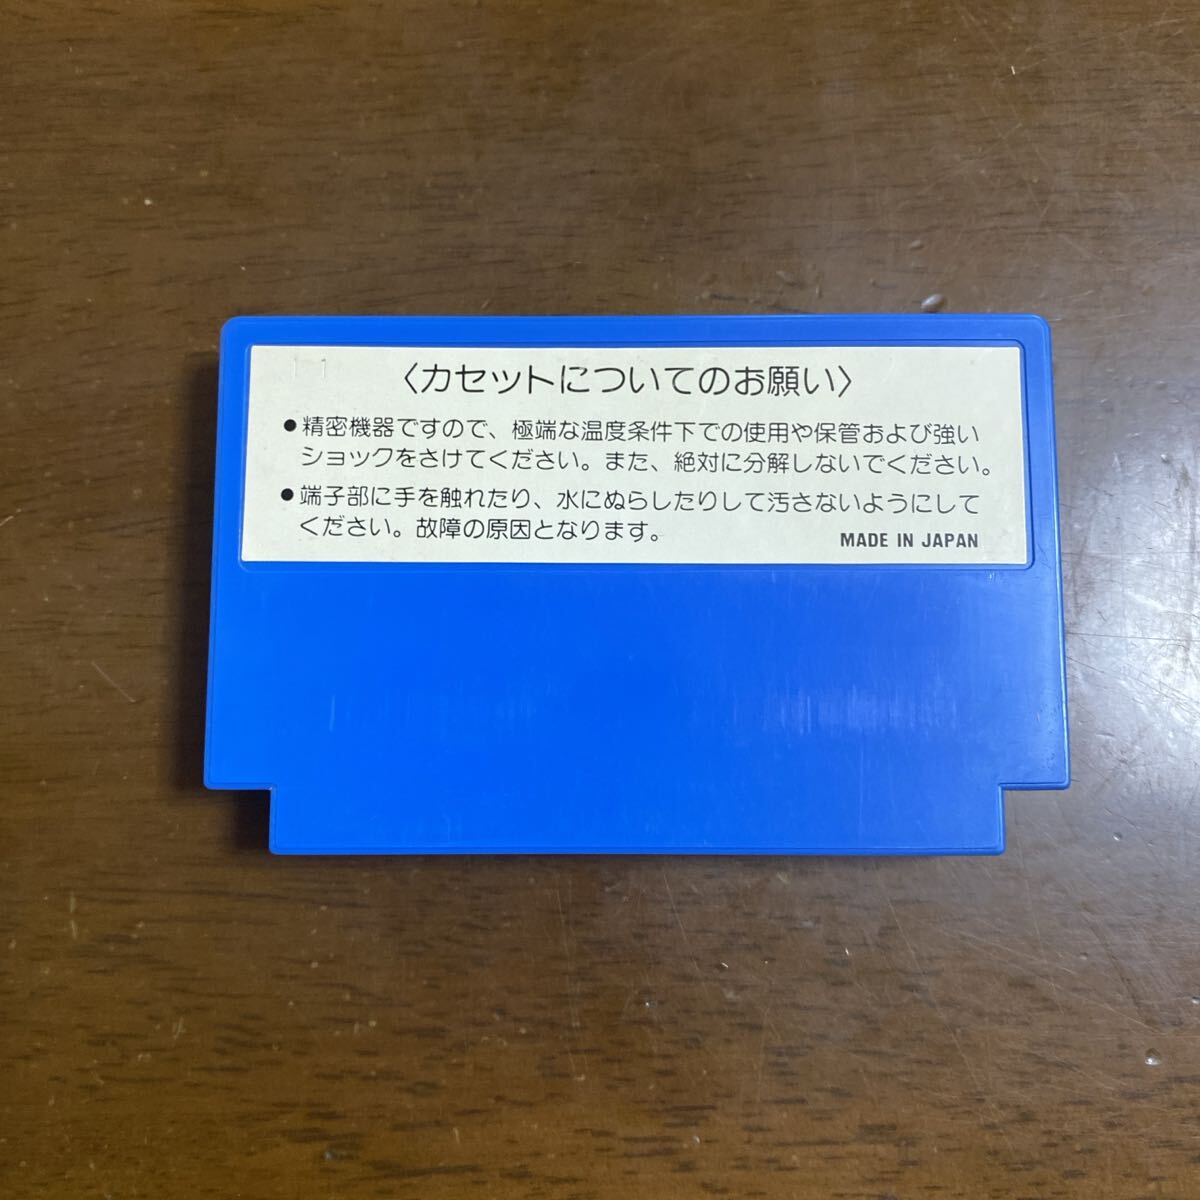 11
〈カセットについてのお願い〉
●精密機器ですので、極端な温度条件下での使用や保管および強い
ショックをさけてください。また、絶対に分解しないでください。
●端子部に手を触れたり、水にぬらしたりして汚さないようにして
ください。故障の原因となります。
MADE IN JAPAN